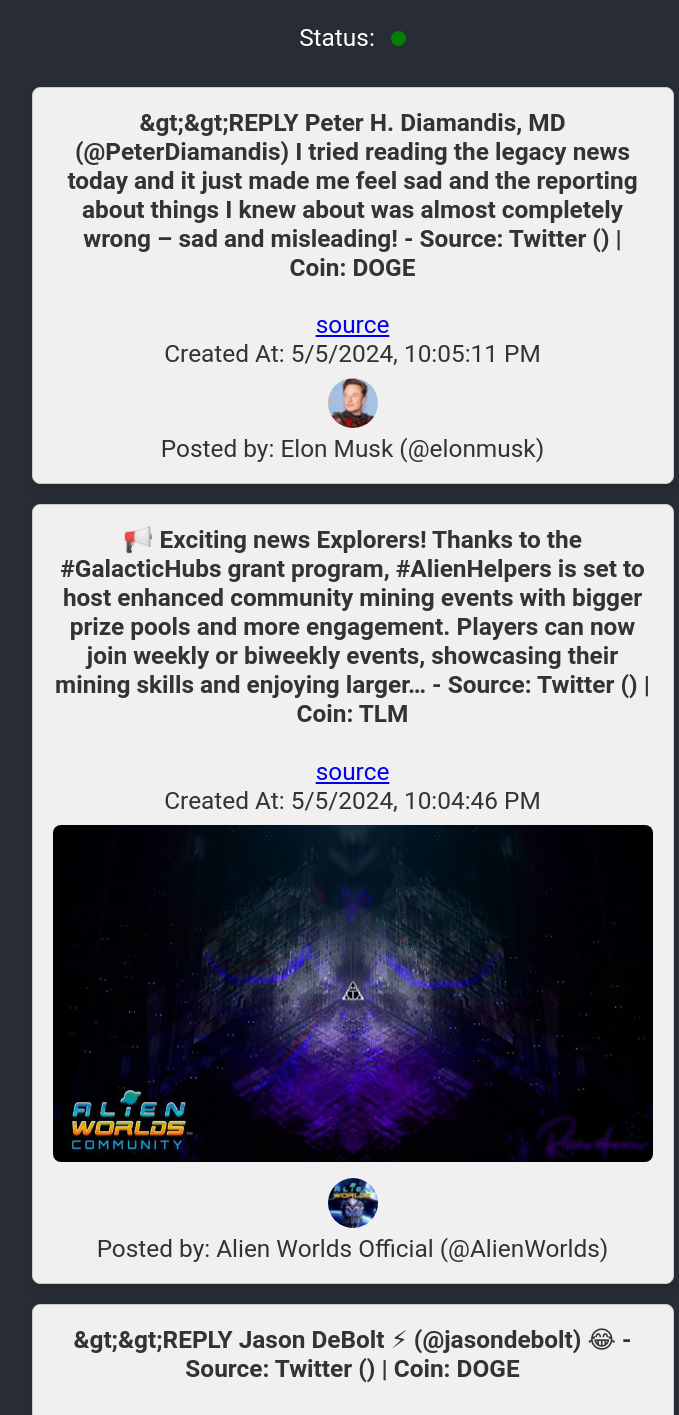 Status:
&gt;&gt;REPLY Peter H. Diamandis, MD
(@PeterDiamandis) I tried reading the legacy news
today and it just made me feel sad and the reporting
about things I knew about was almost completely
wrong – sad and misleading! - Source: Twitter () |
Coin: DOGE
source
Created At: 5/5/2024, 10:05:11 PM
Posted by: Elon Musk (@elonmusk)
📢 Exciting news Explorers! Thanks to the
#GalacticHubs grant program, #AlienHelpers is set to
host enhanced community mining events with bigger
prize pools and more engagement. Players can now
join weekly or biweekly events, showcasing their
mining skills and enjoying larger… - Source: Twitter () |
Coin: TLM
source
Created At: 5/5/2024, 10:04:46 PM
ALIEN
WORLDS
COMMUNITY
ALIEN
WORLDS
Posted by: Alien Worlds Official (@AlienWorlds)
&gt;&gt;REPLY Jason DeBolt ⚡ (@jasondebolt) 😂 -
Source: Twitter () | Coin: DOGE